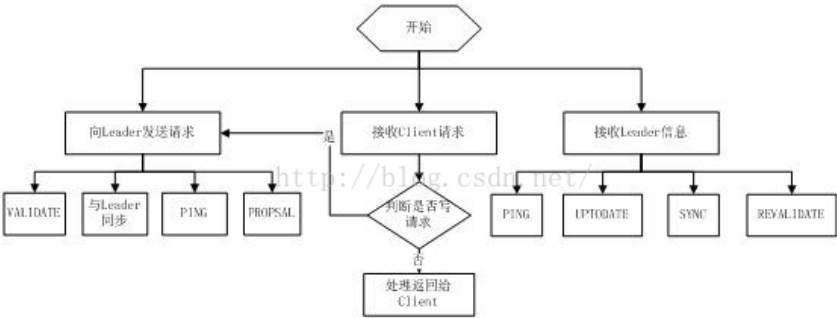 开始
向Leader发送请求
是
接收Client请求
接收Leader信息
http://blog.csdn.net/
VALIDATE
与Leader
同步
PING
PROPSAL
判断是否写
请求
PING
UPTODATE
SYNC
REVALIDATE
否
处理返回给
Client